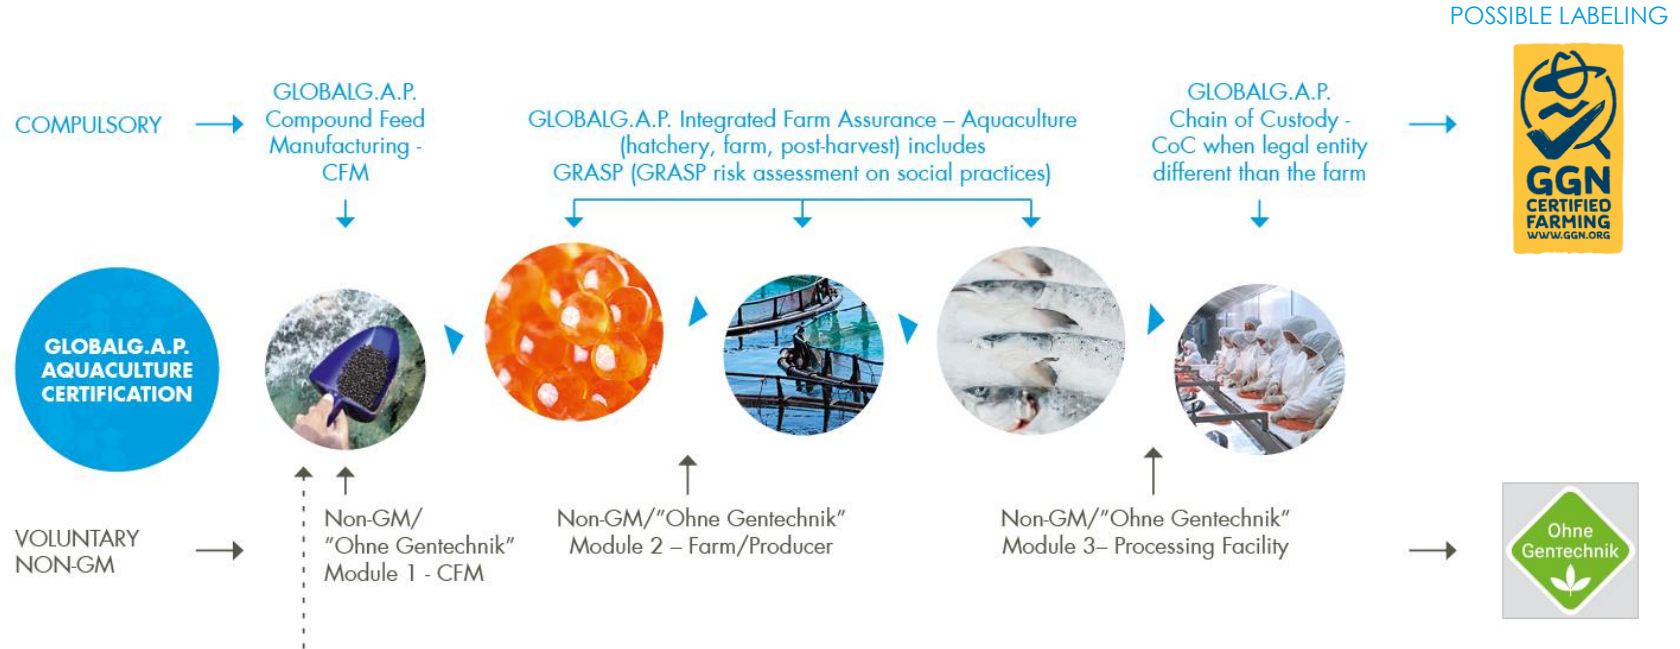 POSSIBLE LABELING
COMPULSORY
GLOBALG.A.P.
Compound Feed
Manufacturing -
CFM
GLOBALG.A.P. Integrated Farm Assurance – Aquaculture
(hatchery, farm, post-harvest) includes
GRASP (GRASP risk assessment on social practices)
GLOBALG.A.P.
Chain of Custody -
CoC when legal entity
different than the farm
GGN
CERTIFIED
FARMING
WWW.GGN.ORG
GLOBALG.A.P.
AQUACULTURE
CERTIFICATION
VOLUNTARY
NON-GM
Non-GM/
"Ohne Gentechnik"
Module 1 - CFM
Non-GM/"Ohne Gentechnik"
Module 2 – Farm/Producer
Non-GM/"Ohne Gentechnik"
Module 3– Processing Facility
Ohne
GenTechnik